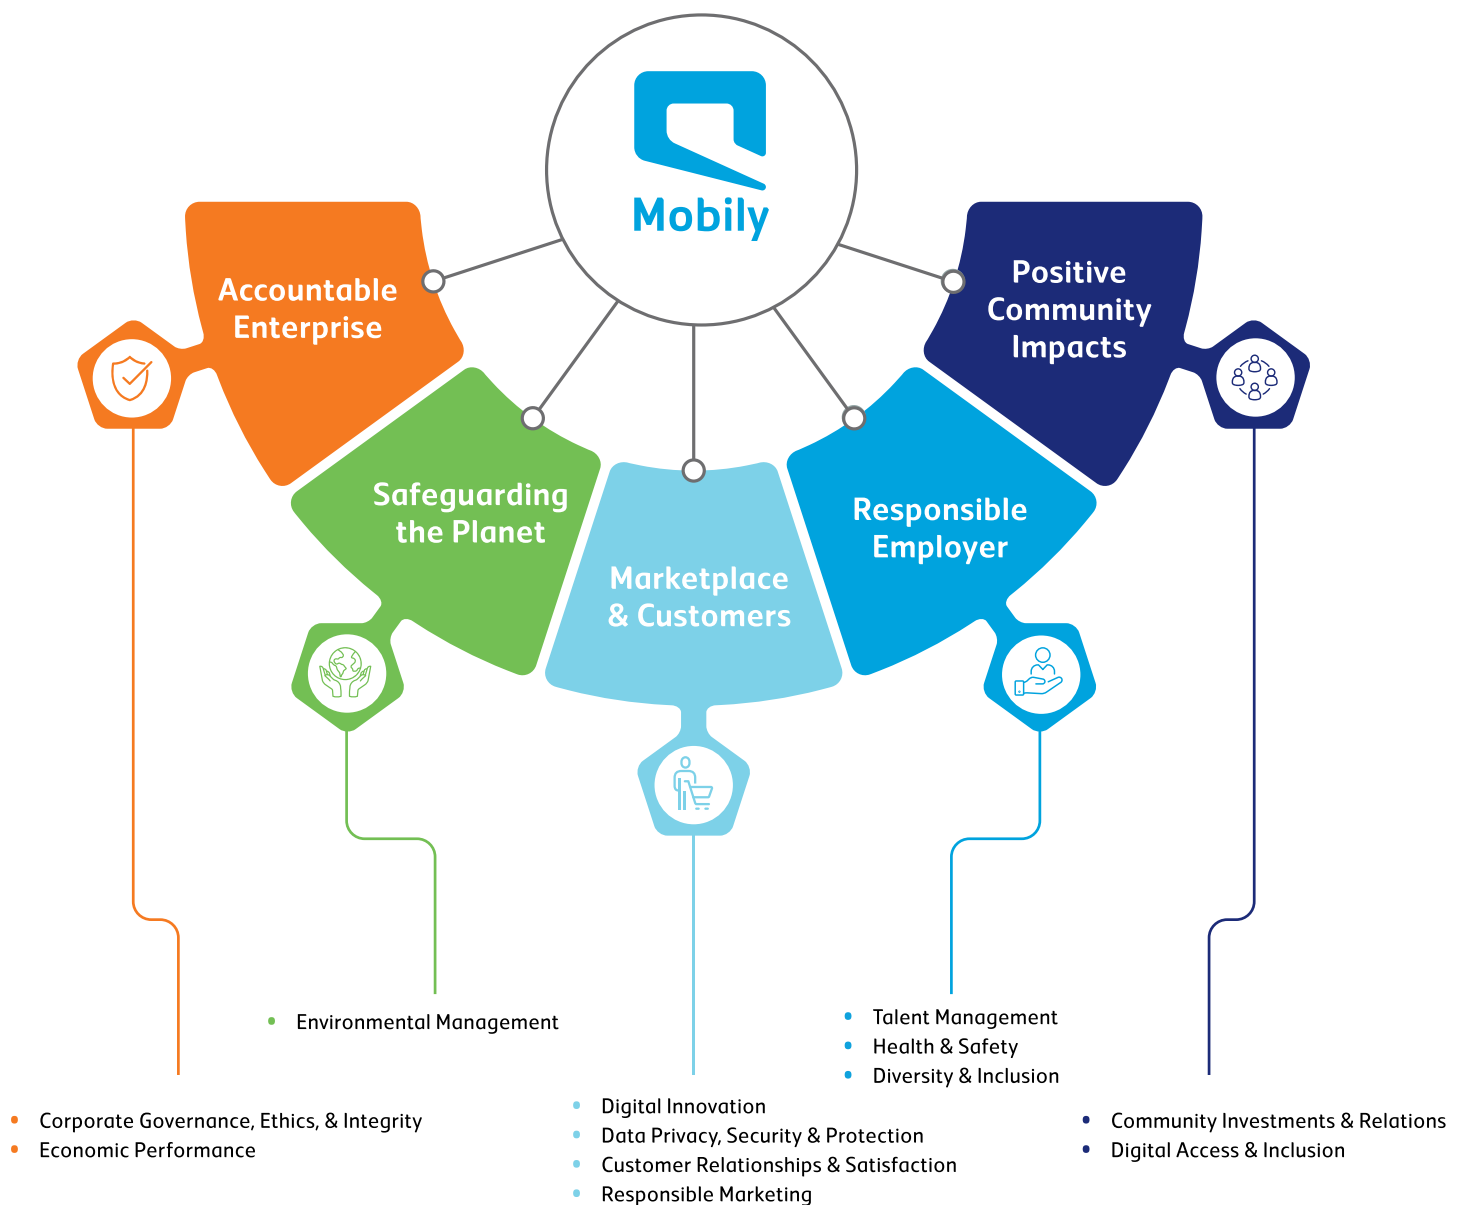 Mobily
Accountable
Enterprise
Safeguarding
the Planet
Marketplace
& Customers
Responsible
Employer
Positive
Community
Impacts
• Corporate Governance, Ethics, & Integrity
• Economic Performance
• Environmental Management
• Digital Innovation
• Data Privacy, Security & Protection
• Customer Relationships & Satisfaction
• Responsible Marketing
• Talent Management
• Health & Safety
• Diversity & Inclusion
• Community Investments & Relations
• Digital Access & Inclusion